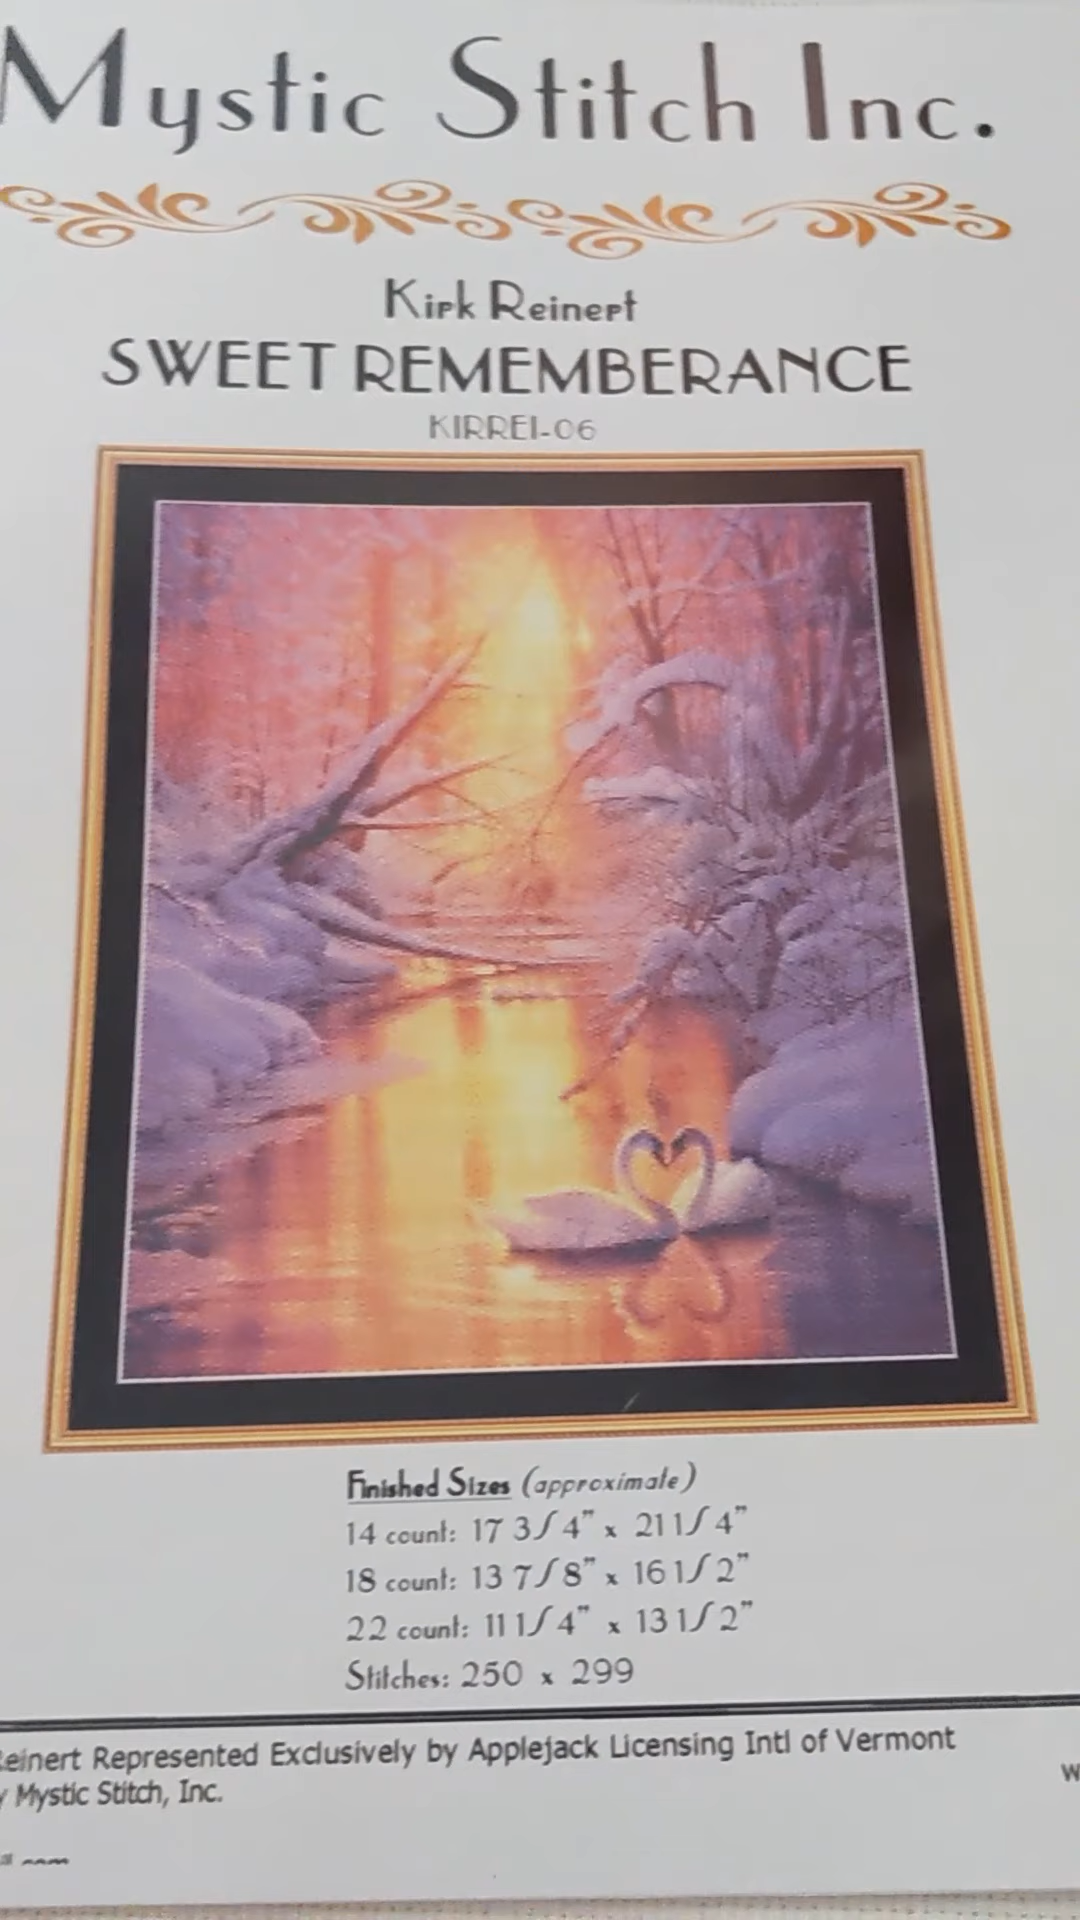 Mystic Stitch Inc.
Kirk Reinert
SWEET REMEMBERANCE
KIRREI-06
Finished Sizes (approximate)
14 count: 17 3/4" x 21 1/4"
18 count: 13 7/8" x 16 1/2"
22 count: 11 1/4" x 13 1/2"
Stitches: 250 x 299
Reinert Represented Exclusively by Applejack Licensing Intl of Vermont
Mystic Stitch, Inc.